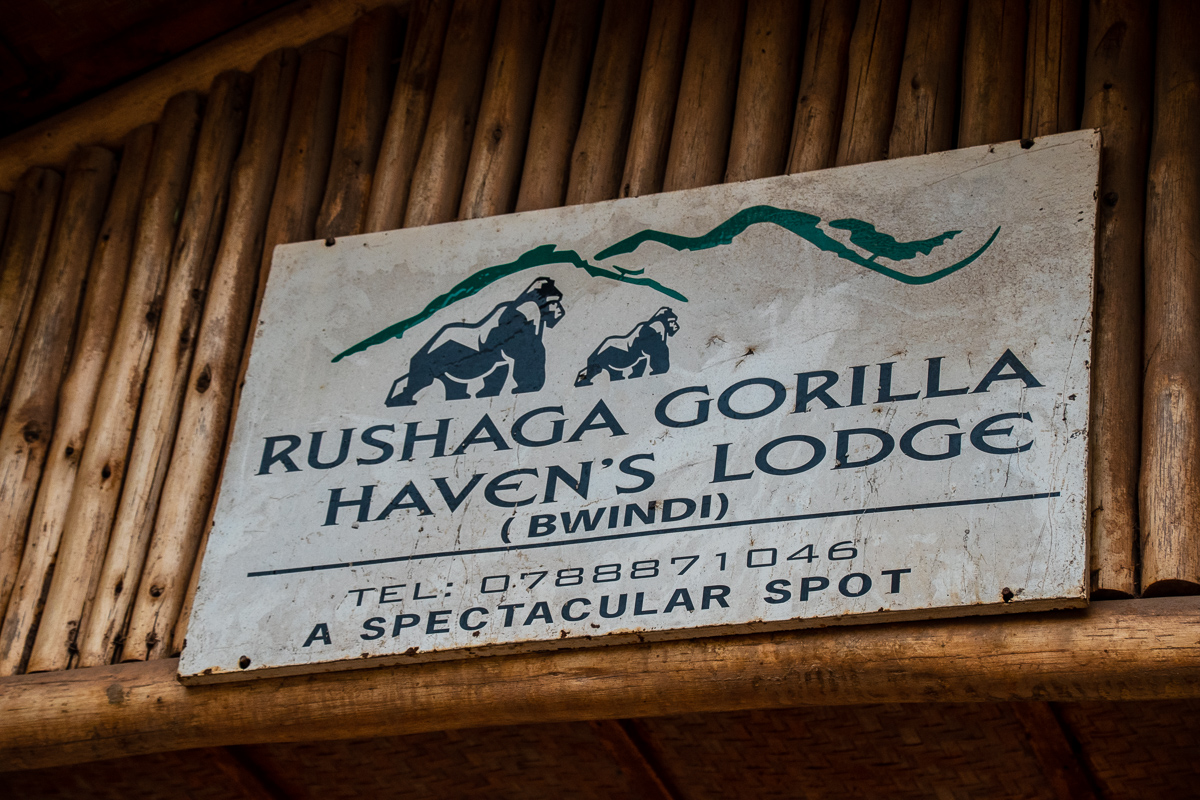 RUSHAGA GORILLA
HAVEN'S LODGE
(BWINDI)
TEL: 0788871046
A SPECTACULAR SPOT